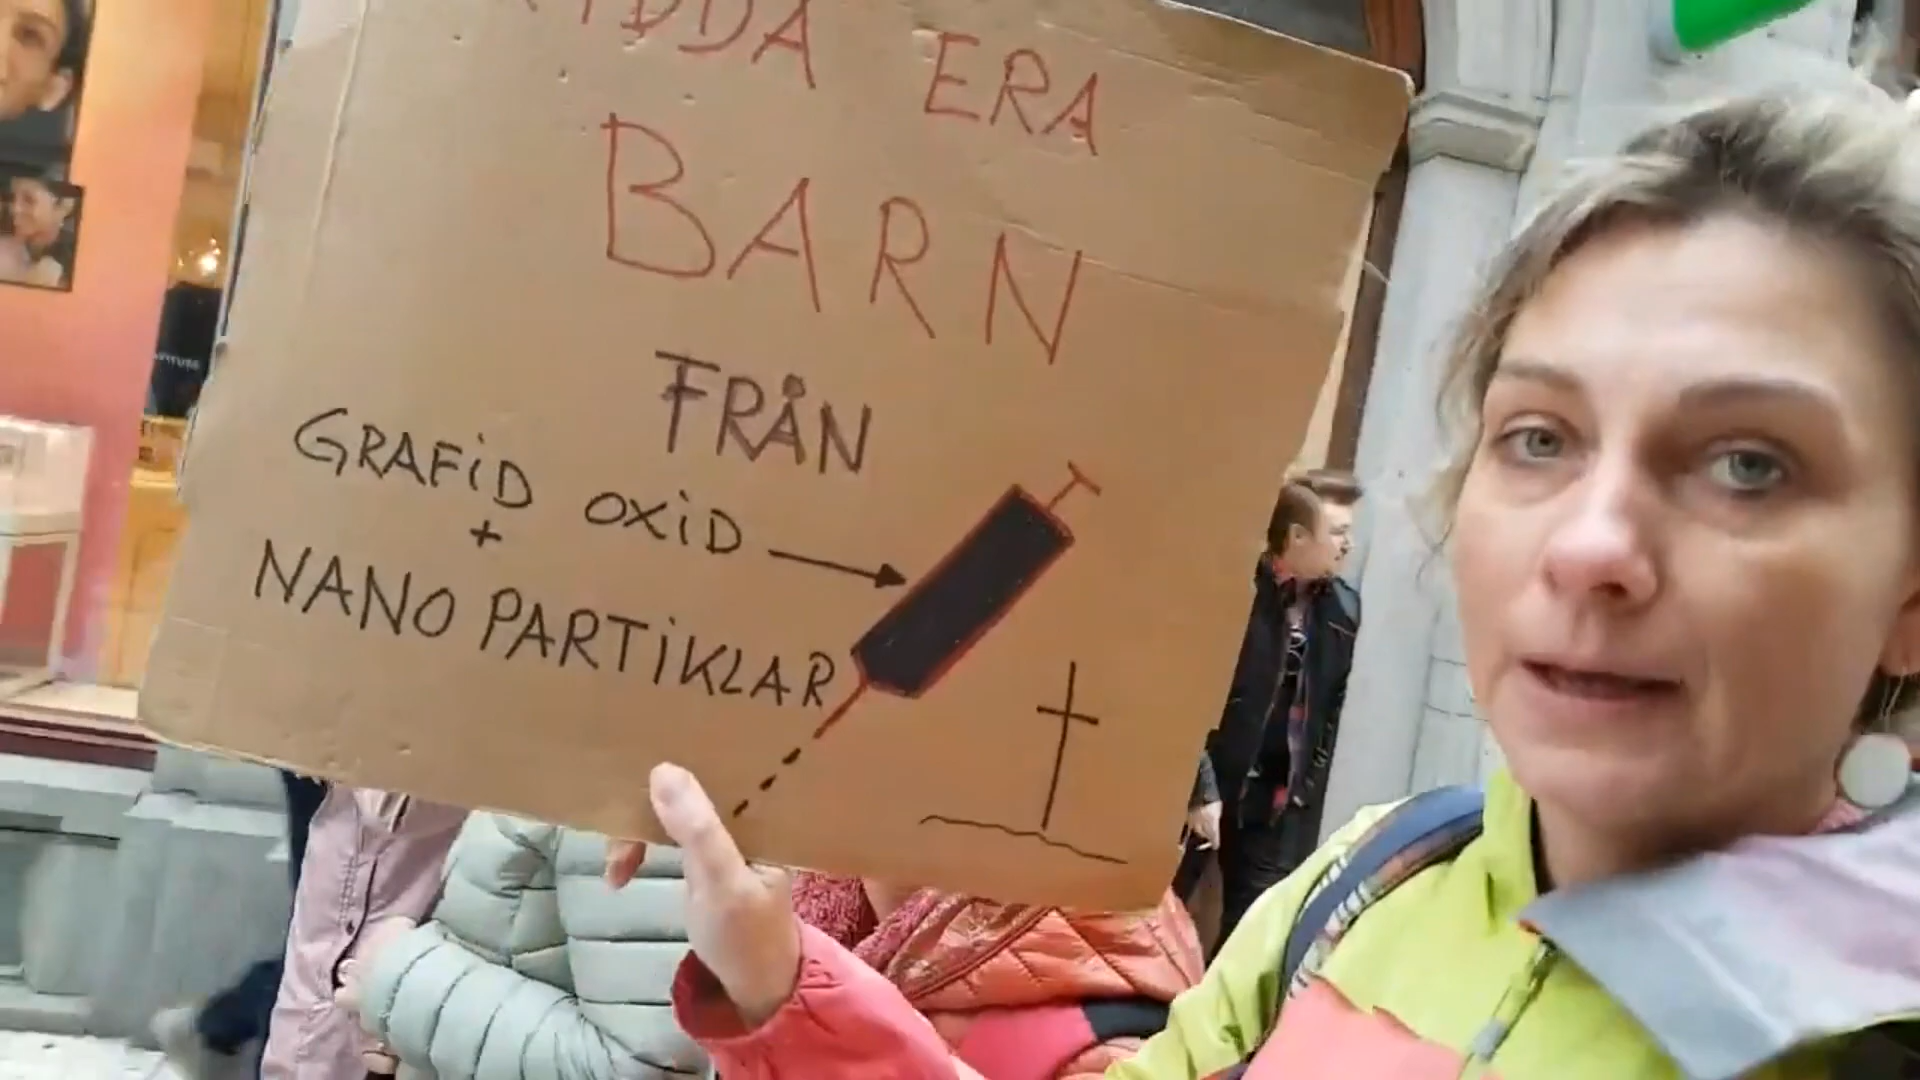 ERA
BARN
FRÅN
GRAFiD OXiD
+
NANO PARTiKLAR